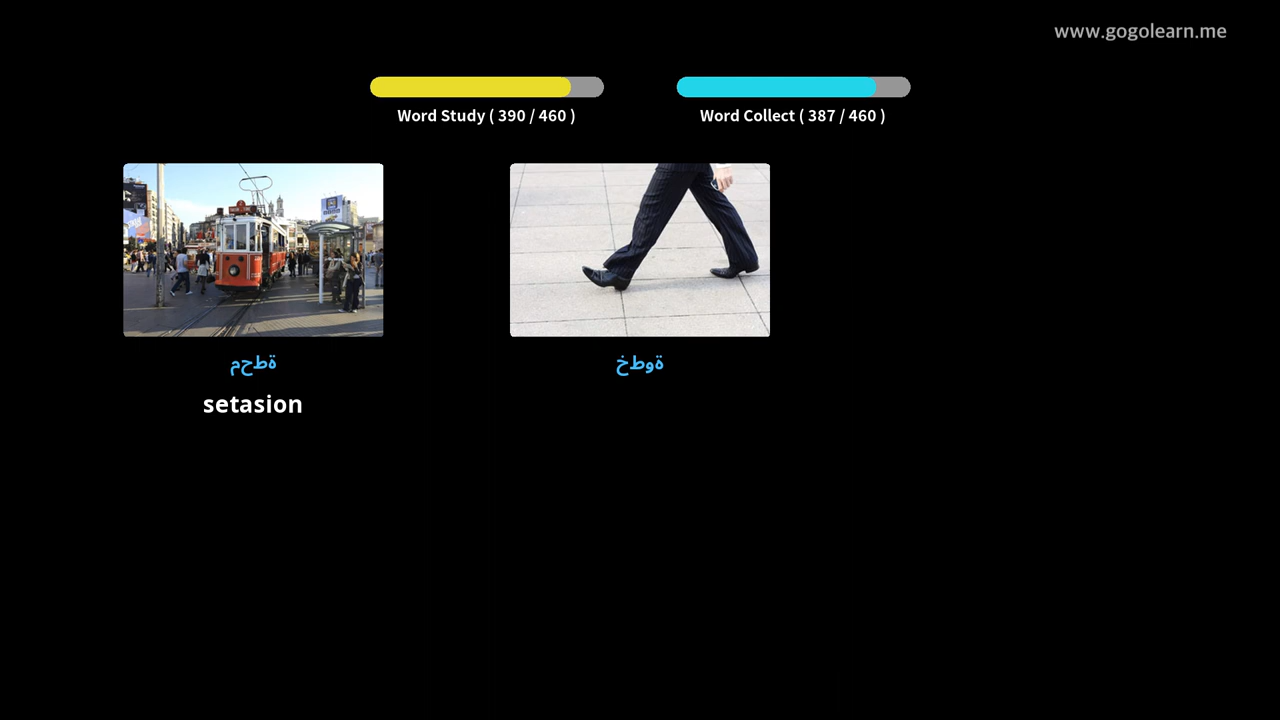 www.gogolearn.me
Word Study ( 390 / 460 )
Word Collect ( 387 / 460 )
ةطحم
setasion
ةوطخ